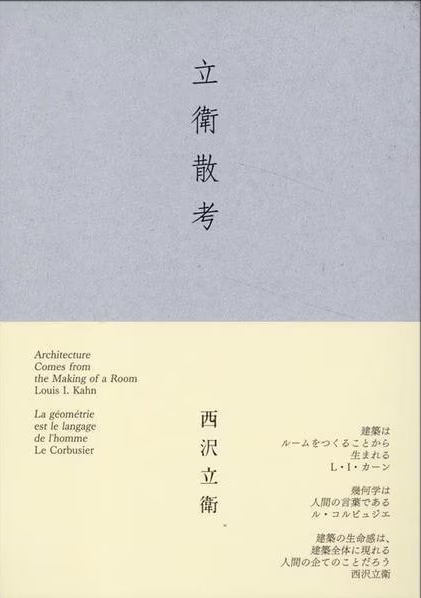 立衛散考
Architecture
Comes from
the Making of a Room
Louis I. Kahn
La géométrie
est le langage
de l'homme
Le Corbusier
西沢立衛
建築は
ルームをつくることから
生まれる
L・I・カーン
幾何学は
人間の言葉である
ル・コルビュジエ
建築の生命感は、
建築全体に現れる
人間の企てのことだろう
西沢立衛